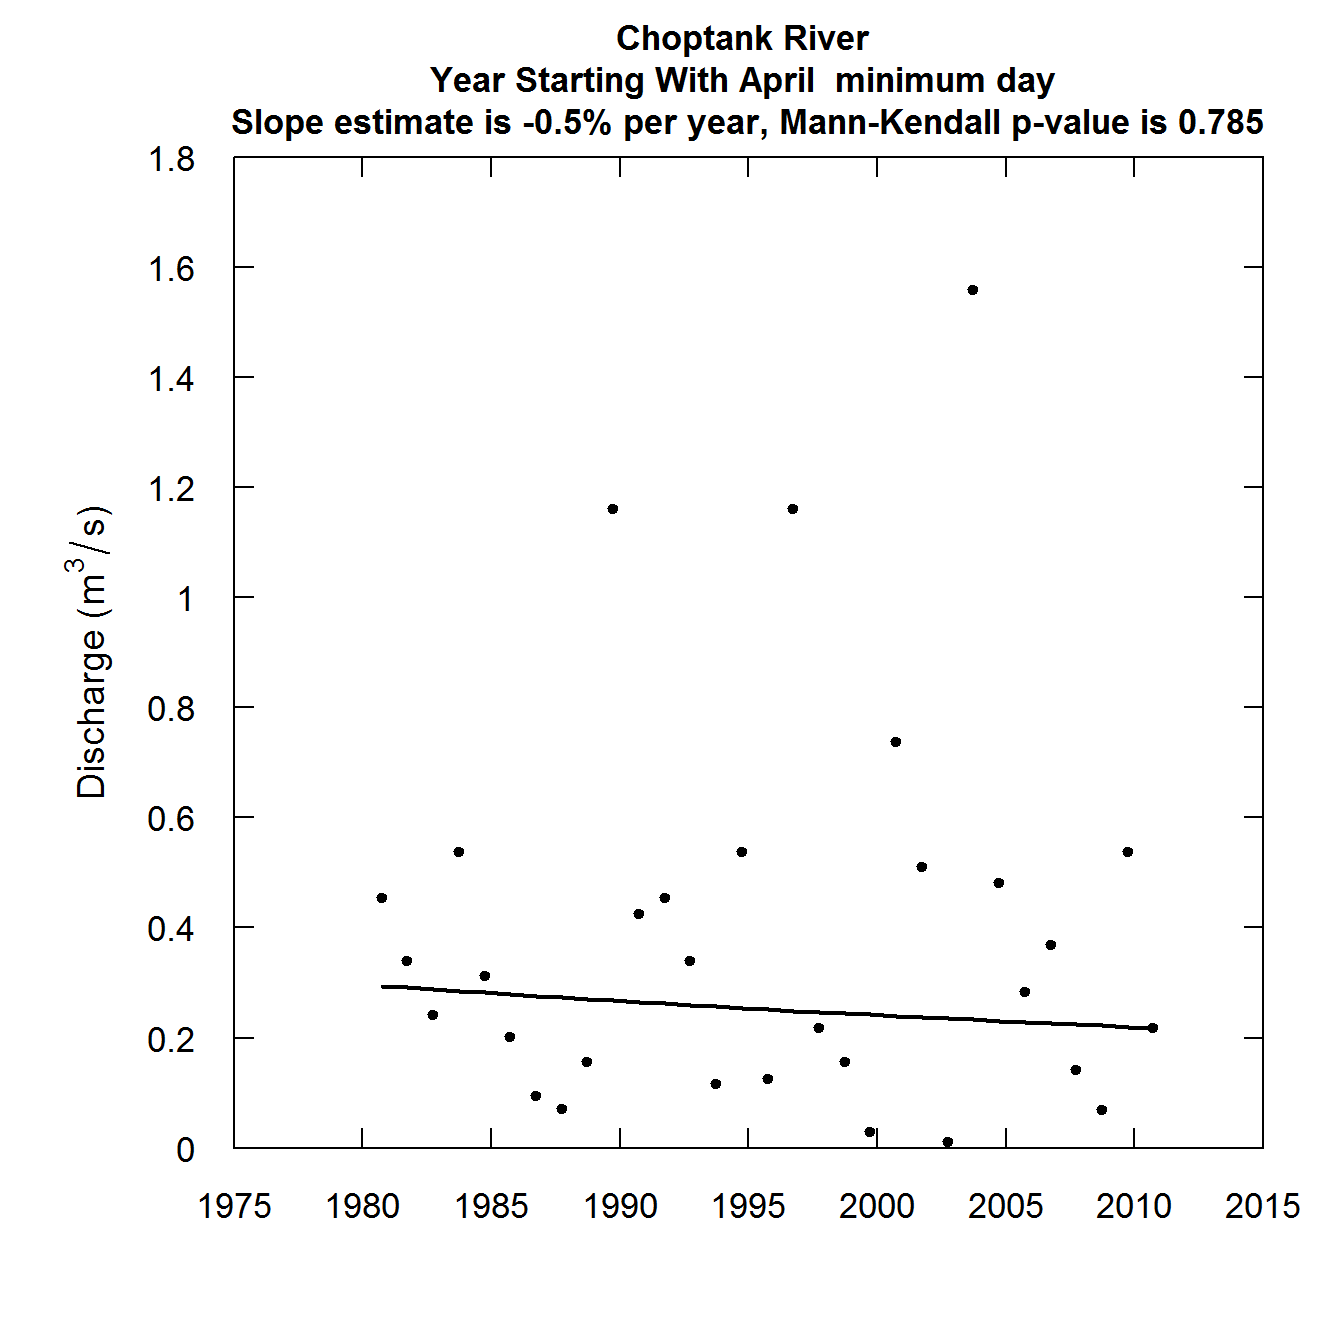 Choptank River
Year Starting With April  minimum day
Slope estimate is -0.5% per year, Mann-Kendall p-value is 0.785
1.8
1.6
1.4
1.2
1
0.8
0.6
0.4
0.2
0
Discharge (m³/s)
1975 1980 1985 1990 1995 2000 2005 2010 2015